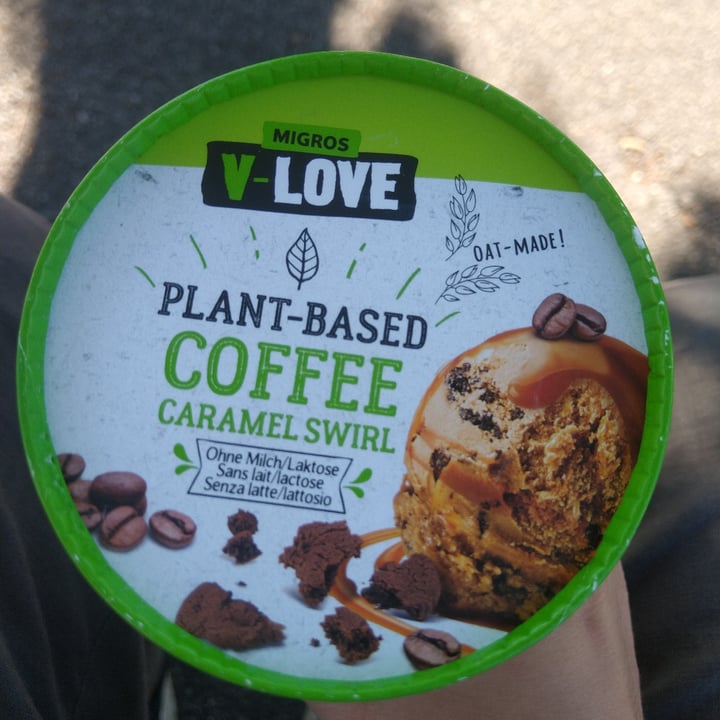 MIGROS
V-LOVE
OAT-MADE!
PLANT-BASED
COFFEE
CARAMEL SWIRL
Ohne Milch/Laktose
Sans lait/lactose
Senza latte/lattosio